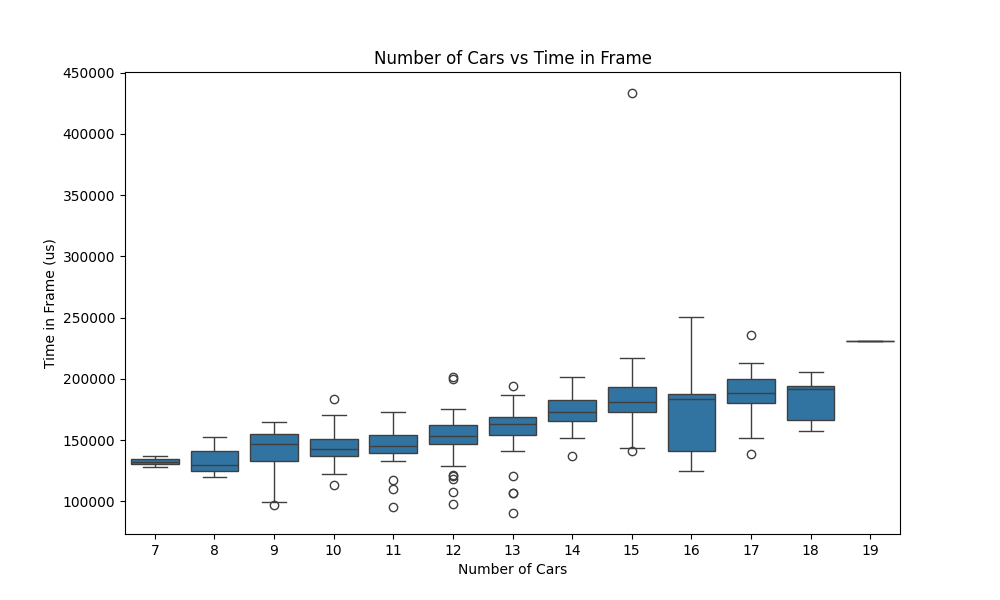 Number of Cars vs Time in Frame
Time in Frame (us)
450000
400000
350000
300000
250000
200000
150000
100000
7 8 9 10 11 12 13 14 15 16 17 18 19
Number of Cars